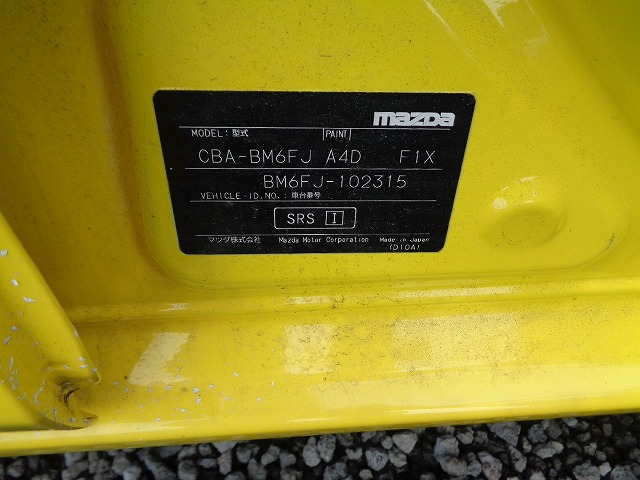 mazda
MODEL:型式 PAINT
CBA-BM6FJ A4D F1X
BM6FJ-102315
VEHICLE-ID.NO.:車台番号
SRS I
マツダ株式会社 Mazda Motor Corporation Made in Japan
(D10A)